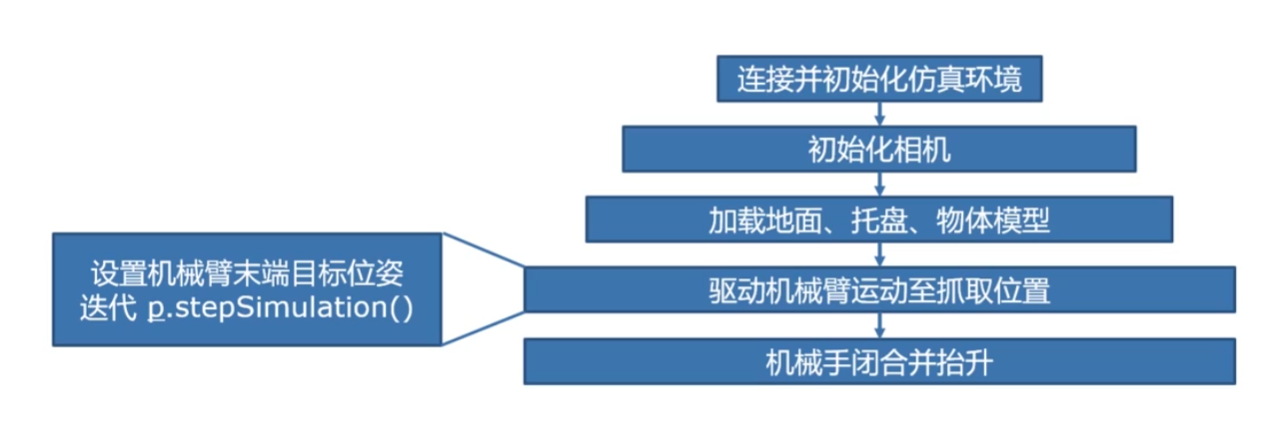 连接并初始化仿真环境
初始化相机
加载地面、托盘、物体模型
设置机械臂末端目标位姿
迭代 p.stepSimulation()
驱动机械臂运动至抓取位置
机械手闭合并抬升